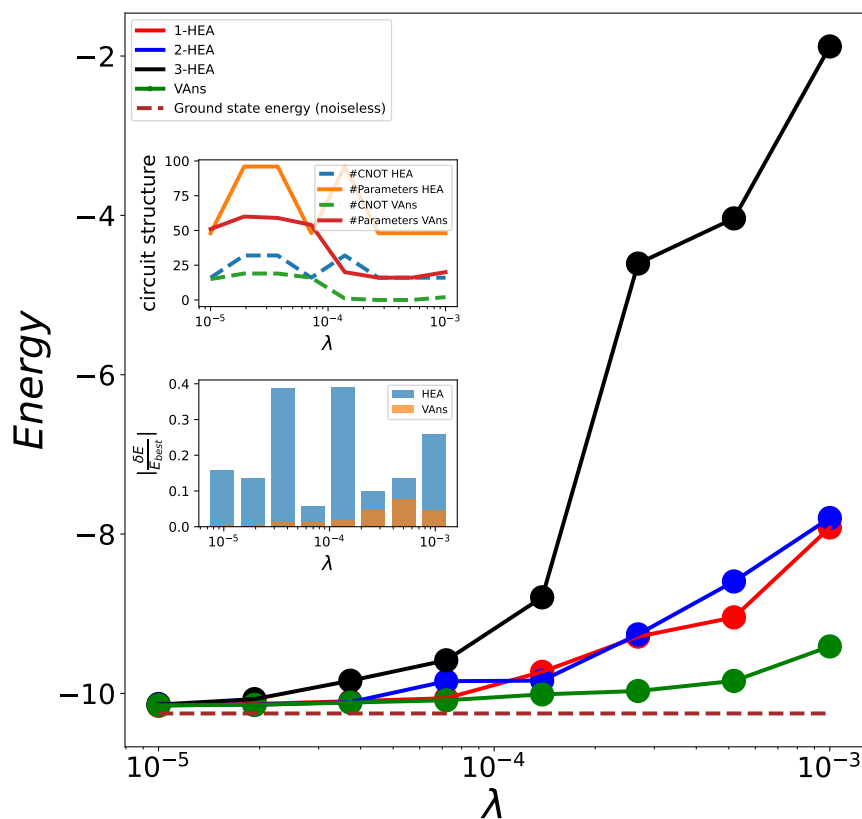 1-HEA
2-HEA
3-HEA
VAns
Ground state energy (noiseless)
−2
−4
−6
−8
−10
Energy
10⁻⁵
10⁻⁴
10⁻³
λ
100
75
50
25
0
circuit structure
#CNOT HEA
#Parameters HEA
#CNOT VAns
#Parameters VAns
10⁻⁵
10⁻⁴
10⁻³
λ
0.4
0.3
0.2
0.1
0.0
|δE/E_best|
HEA
VAns
10⁻⁵
10⁻⁴
10⁻³
λ